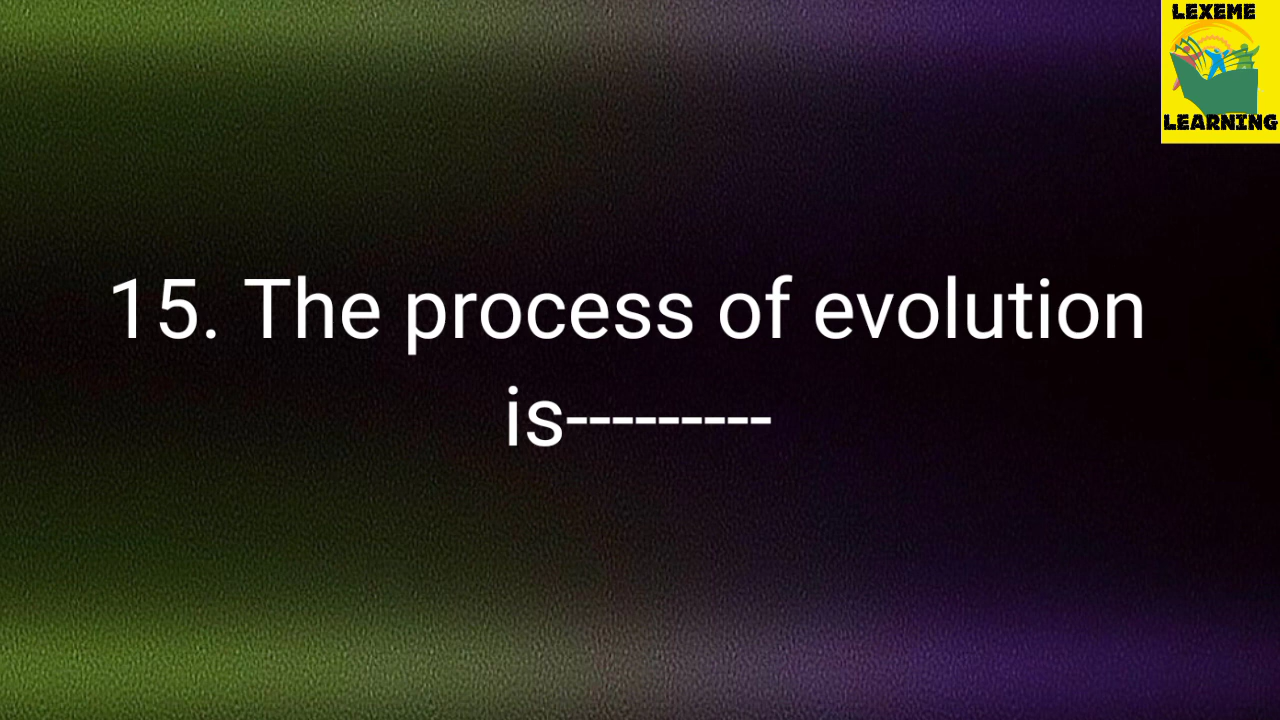 LEXEME
LEARNING
15. The process of evolution
is---------